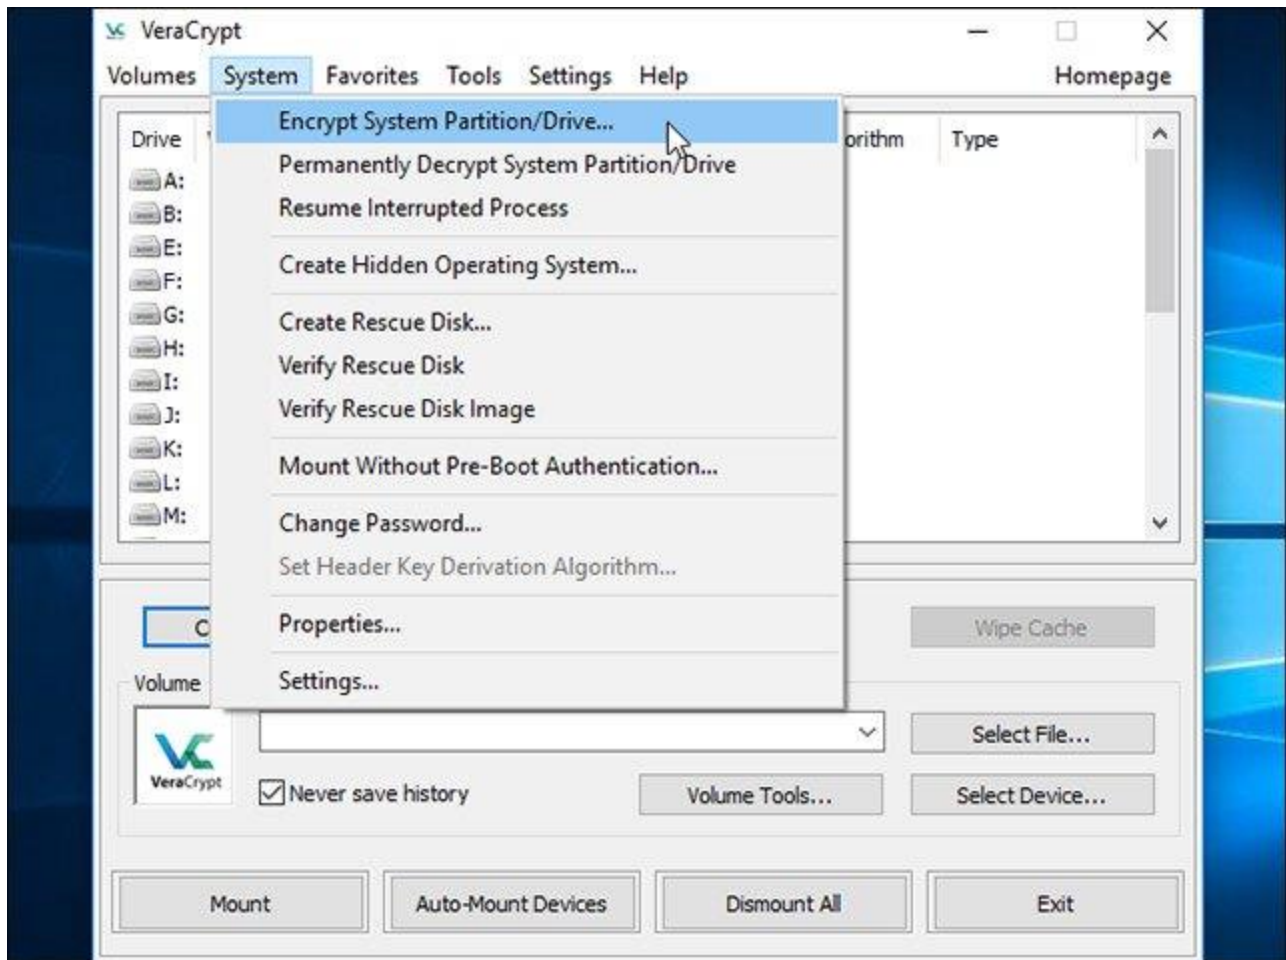 VeraCrypt
Volumes System Favorites Tools Settings Help Homepage
Encrypt System Partition/Drive...
Permanently Decrypt System Partition/Drive
Resume Interrupted Process
Create Hidden Operating System...
Create Rescue Disk...
Verify Rescue Disk
Verify Rescue Disk Image
Mount Without Pre-Boot Authentication...
Change Password...
Set Header Key Derivation Algorithm...
Properties...
Settings...
Drive orithm Type
A:
B:
E:
F:
G:
H:
I:
J:
K:
L:
M:
C Wipe Cache
Volume
VeraCrypt
Select File...
Never save history Volume Tools... Select Device...
Mount Auto-Mount Devices Dismount All Exit